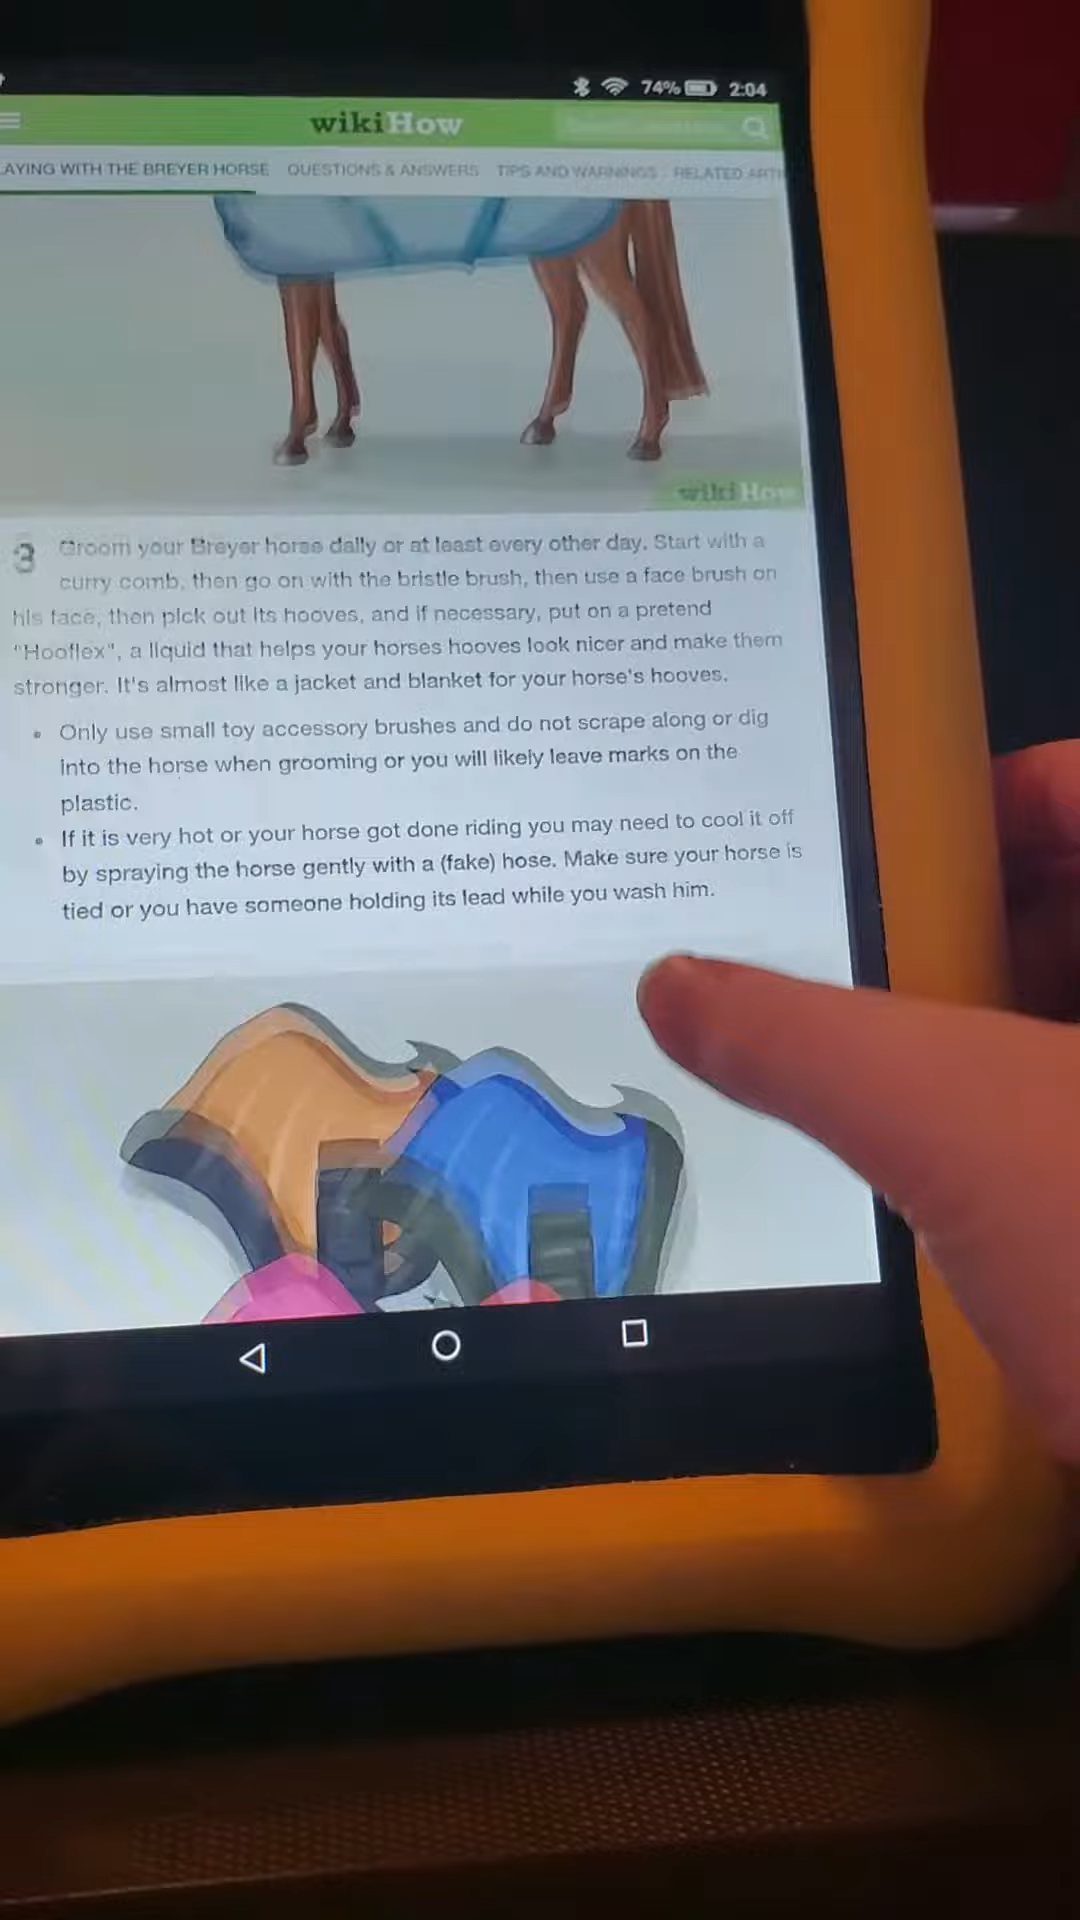 74% 2:04
wikiHow
AYING WITH THE BREYER HORSE QUESTIONS & ANSWERS TIPS AND WARNINGS RELATED ARTI
wikiHow
3 Groom your Breyer horse daily or at least every other day. Start with a
curry comb, then go on with the bristle brush, then use a face brush on
his face, then pick out its hooves, and if necessary, put on a pretend
"Hooflex", a liquid that helps your horses hooves look nicer and make them
stronger. It's almost like a jacket and blanket for your horse's hooves.
Only use small toy accessory brushes and do not scrape along or dig
into the horse when grooming or you will likely leave marks on the
plastic.
If it is very hot or your horse got done riding you may need to cool it off
by spraying the horse gently with a (fake) hose. Make sure your horse is
tied or you have someone holding its lead while you wash him.